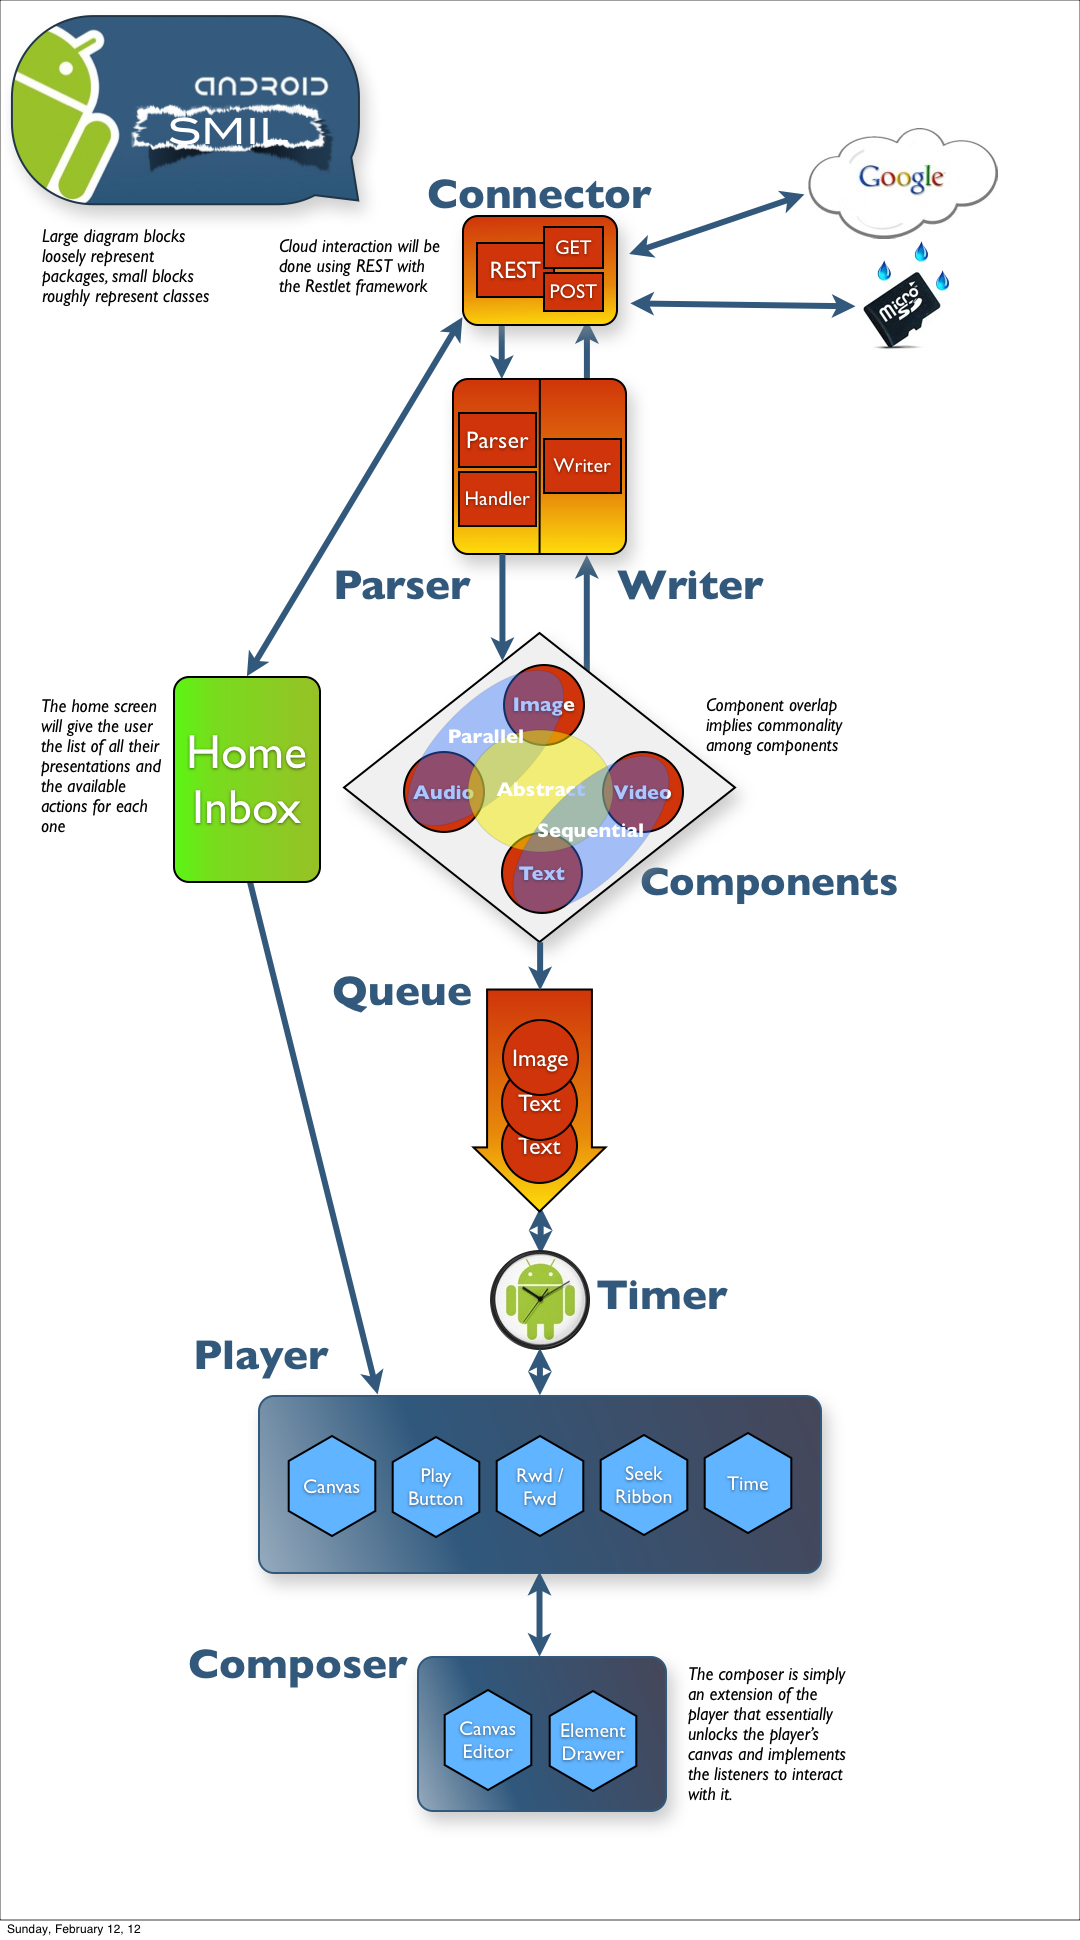 ANDROID
SMIL
Google
Connector
Large diagram blocks
loosely represent
packages, small blocks
roughly represent classes
Cloud interaction will be
done using REST with
the Restlet framework
REST
GET
POST
micro
SD
Parser
Handler
Writer
Parser
Writer
The home screen
will give the user
the list of all their
presentations and
the available
actions for each
one
Home
Inbox
Image
Parallel
Audio
Abstract
Video
Sequential
Text
Component overlap
implies commonality
among components
Components
Queue
Image
Text
Text
Timer
Player
Canvas
Play
Button
Rwd /
Fwd
Seek
Ribbon
Time
Composer
Canvas
Editor
Element
Drawer
The composer is simply
an extension of the
player that essentially
unlocks the player's
canvas and implements
the listeners to interact
with it.
Sunday, February 12, 12